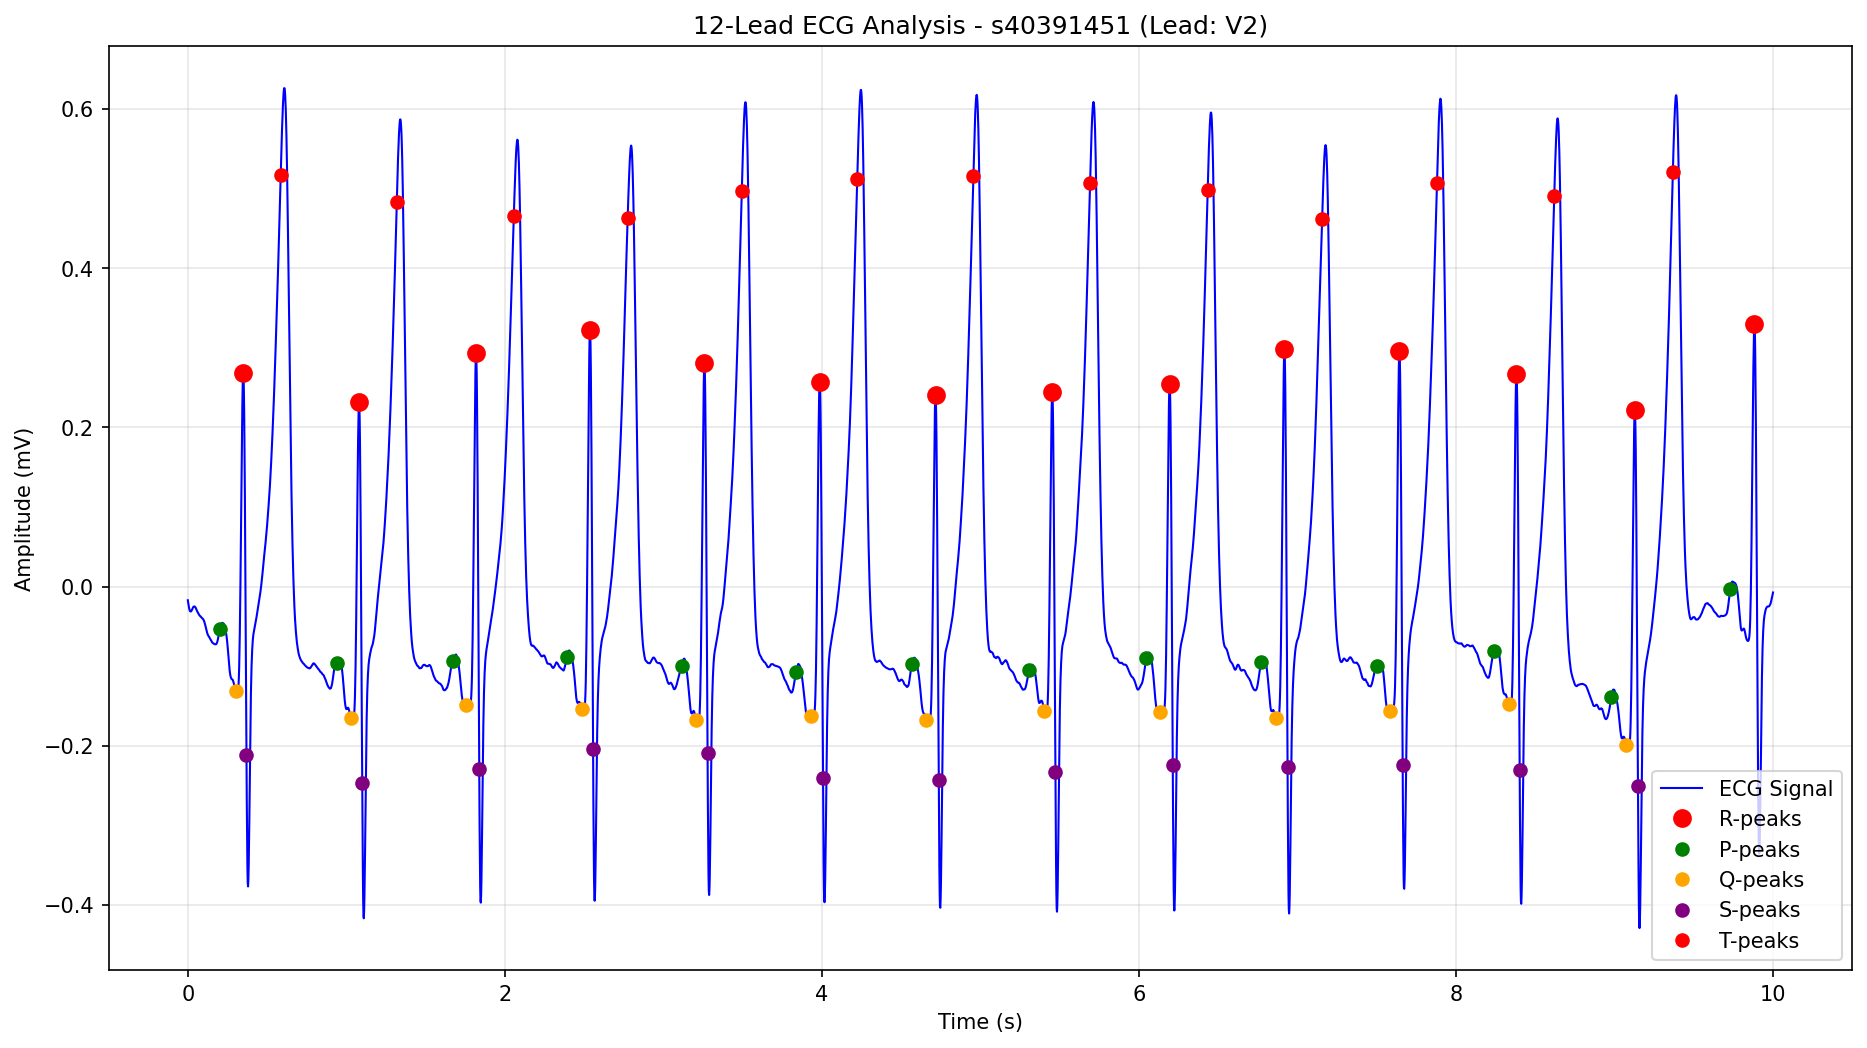 12-Lead ECG Analysis - s40391451 (Lead: V2)
Amplitude (mV)
0.6
0.4
0.2
0.0
−0.2
−0.4
0
2
4
6
8
10
Time (s)
ECG Signal
R-peaks
P-peaks
Q-peaks
S-peaks
T-peaks